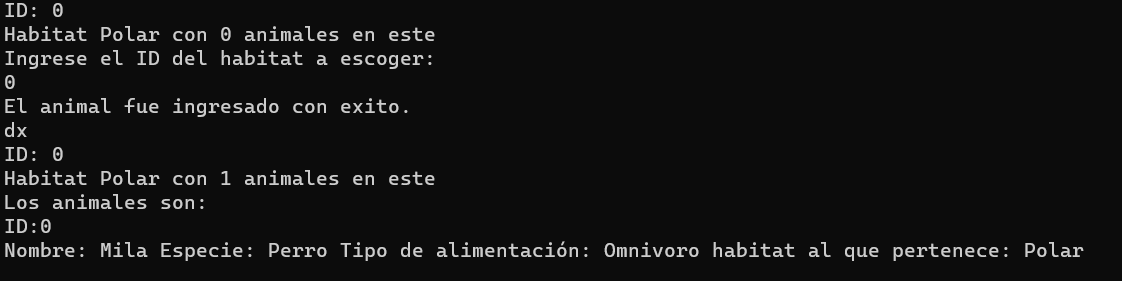 ID: 0
Habitat Polar con 0 animales en este
Ingrese el ID del habitat a escoger:
0
El animal fue ingresado con exito.
dx
ID: 0
Habitat Polar con 1 animales en este
Los animales son:
ID:0
Nombre: Mila Especie: Perro Tipo de alimentación: Omnivoro habitat al que pertenece: Polar